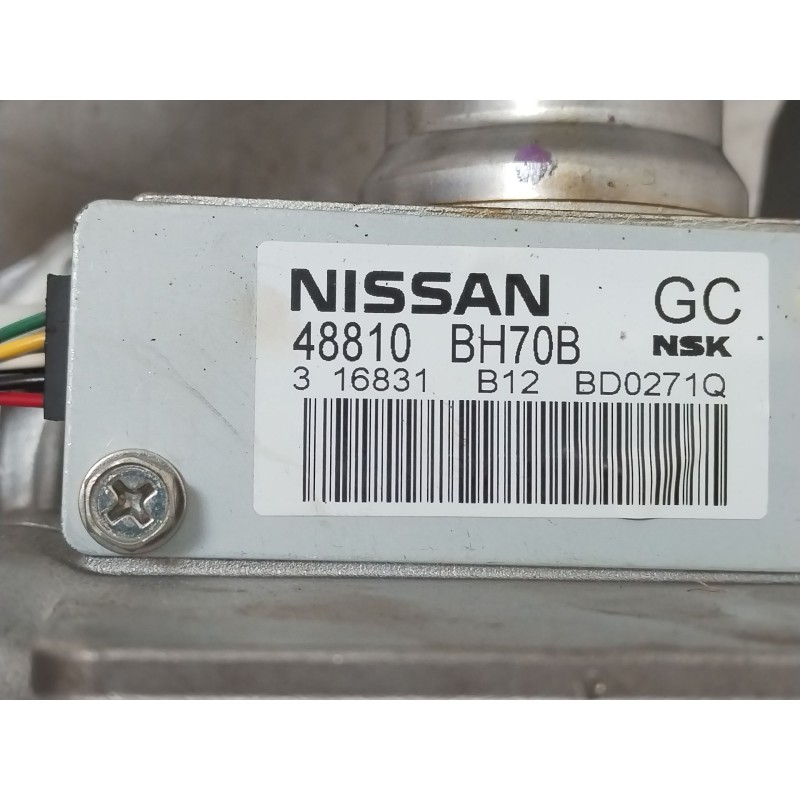 NISSAN GC
48810 BH70B NSK
3 16831 B12 BD0271Q